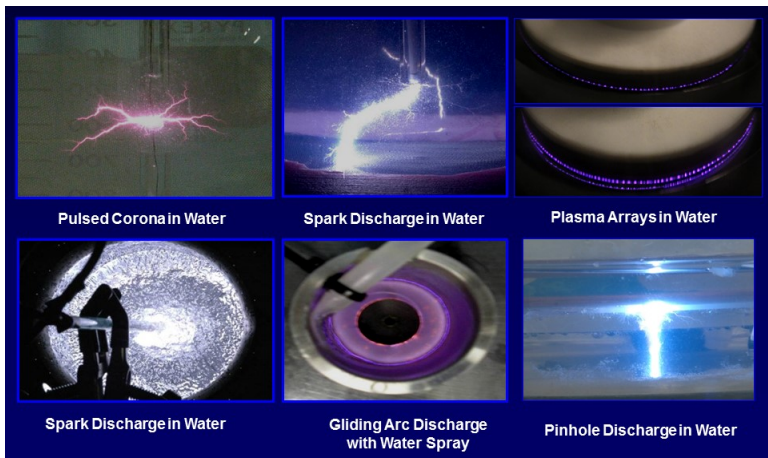 Pulsed Corona in Water
Spark Discharge in Water
Plasma Arrays in Water
Spark Discharge in Water
Gliding Arc Discharge
with Water Spray
Pinhole Discharge in Water